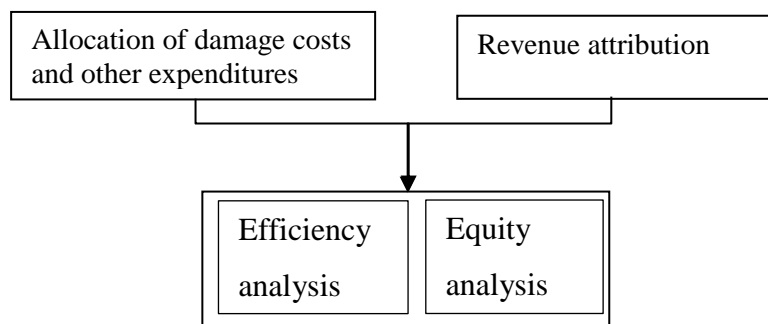 Allocation of damage costs
and other expenditures
Revenue attribution
Efficiency
analysis
Equity
analysis